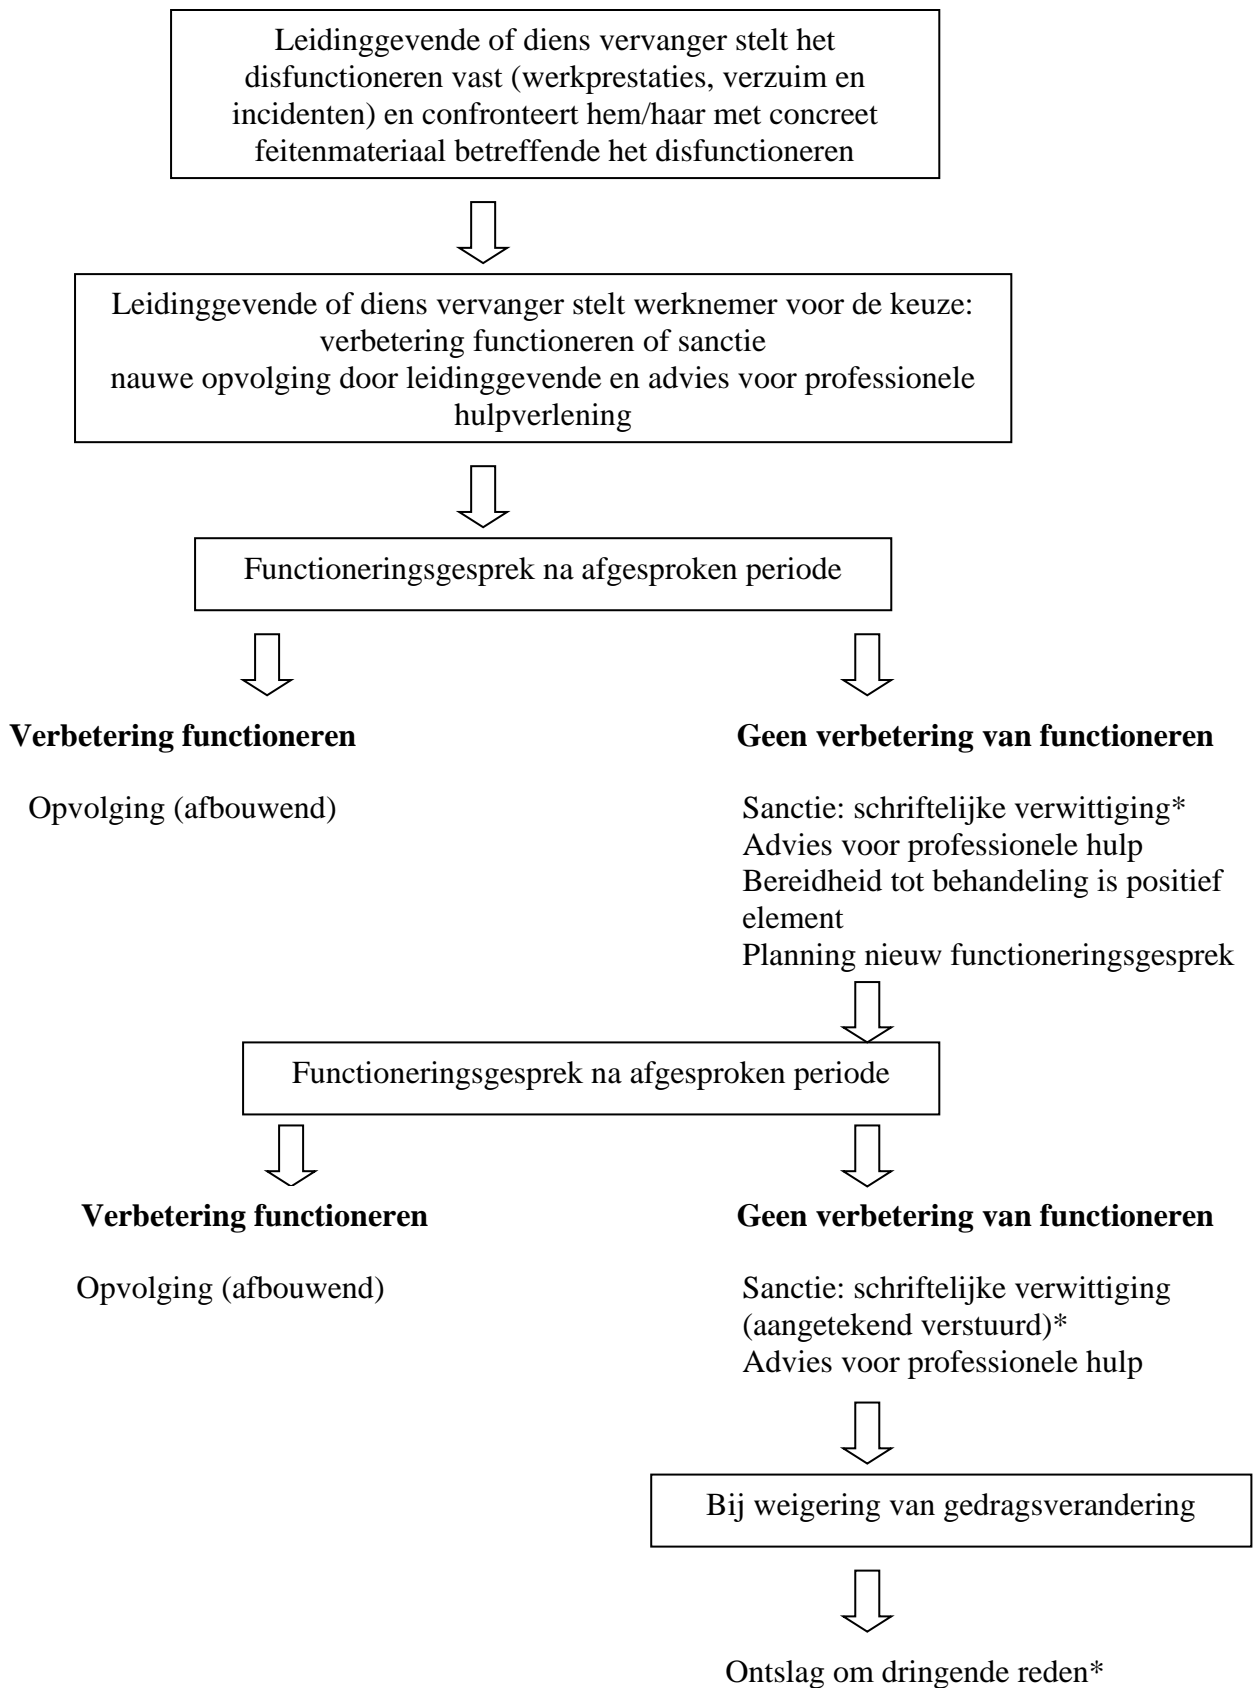 Leidinggevende of diens vervanger stelt het
disfunctioneren vast (werkprestaties, verzuim en
incidenten) en confronteert hem/haar met concreet
feitenmateriaal betreffende het disfunctioneren
Leidinggevende of diens vervanger stelt werknemer voor de keuze:
verbetering functioneren of sanctie
nauwe opvolging door leidinggevende en advies voor professionele
hulpverlening
Functioneringsgesprek na afgesproken periode
Verbetering functioneren
Opvolging (afbouwend)
Geen verbetering van functioneren
Sanctie: schriftelijke verwittiging*
Advies voor professionele hulp
Bereidheid tot behandeling is positief
element
Planning nieuw functioneringsgesprek
Functioneringsgesprek na afgesproken periode
Verbetering functioneren
Opvolging (afbouwend)
Geen verbetering van functioneren
Sanctie: schriftelijke verwittiging
(aangetekend verstuurd)*
Advies voor professionele hulp
Bij weigering van gedragsverandering
Ontslag om dringende reden*